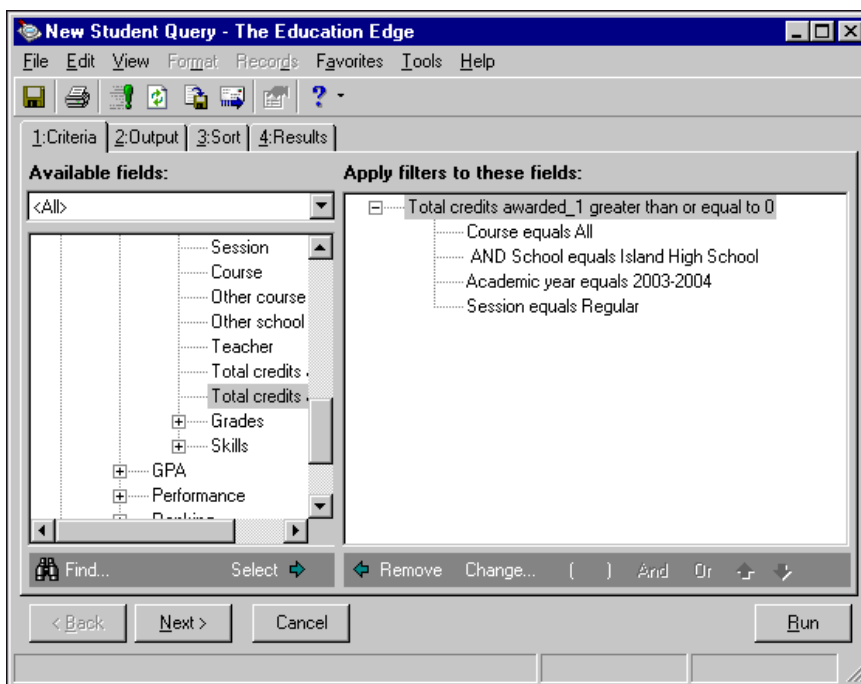 New Student Query - The Education Edge
File Edit View Format Records Favorites Tools Help
1:Criteria 2:Output 3:Sort 4:Results
Available fields:
<All>
Session
Course
Other course
Other school
Teacher
Total credits
Total credits
Grades
Skills
GPA
Performance
Find... Select
Apply filters to these fields:
Total credits awarded_1 greater than or equal to 0
Course equals All
AND School equals Island High School
Academic year equals 2003-2004
Session equals Regular
Remove Change... ( ) And Or
< Back Next > Cancel Run